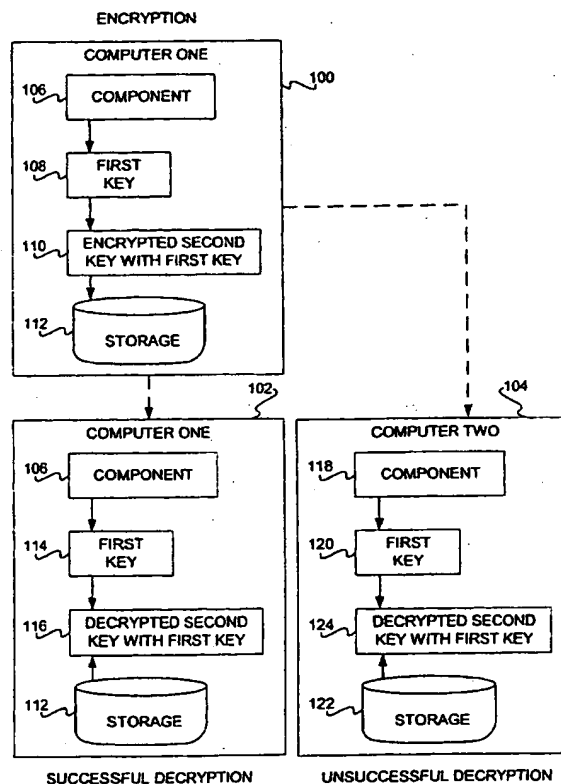 ENCRYPTION
COMPUTER ONE
100
106
COMPONENT
108
FIRST
KEY
110
ENCRYPTED SECOND
KEY WITH FIRST KEY
112
STORAGE
102
COMPUTER ONE
106
COMPONENT
114
FIRST
KEY
116
DECRYPTED SECOND
KEY WITH FIRST KEY
112
STORAGE
SUCCESSFUL DECRYPTION
104
COMPUTER TWO
118
COMPONENT
120
FIRST
KEY
124
DECRYPTED SECOND
KEY WITH FIRST KEY
122
STORAGE
UNSUCCESSFUL DECRYPTION